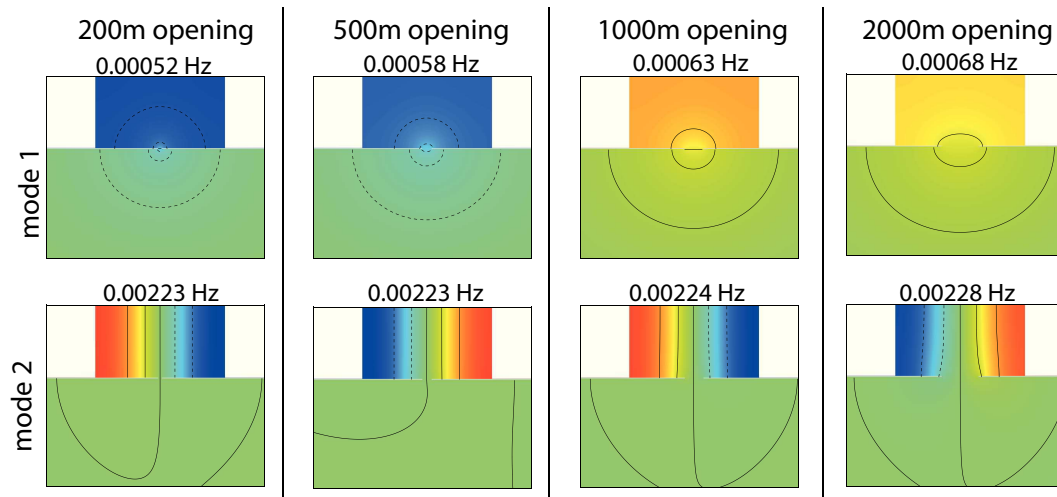 200m opening
500m opening
1000m opening
2000m opening
0.00052 Hz
0.00058 Hz
0.00063 Hz
0.00068 Hz
mode 1
0.00223 Hz
0.00223 Hz
0.00224 Hz
0.00228 Hz
mode 2